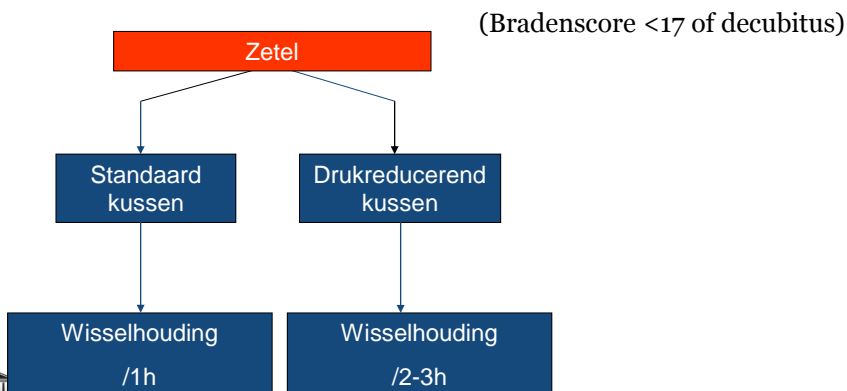 (Bradenscore <17 of decubitus)
Zetel
Standaard
kussen
Drukreducerend
kussen
Wisselhouding
/1h
Wisselhouding
/2-3h